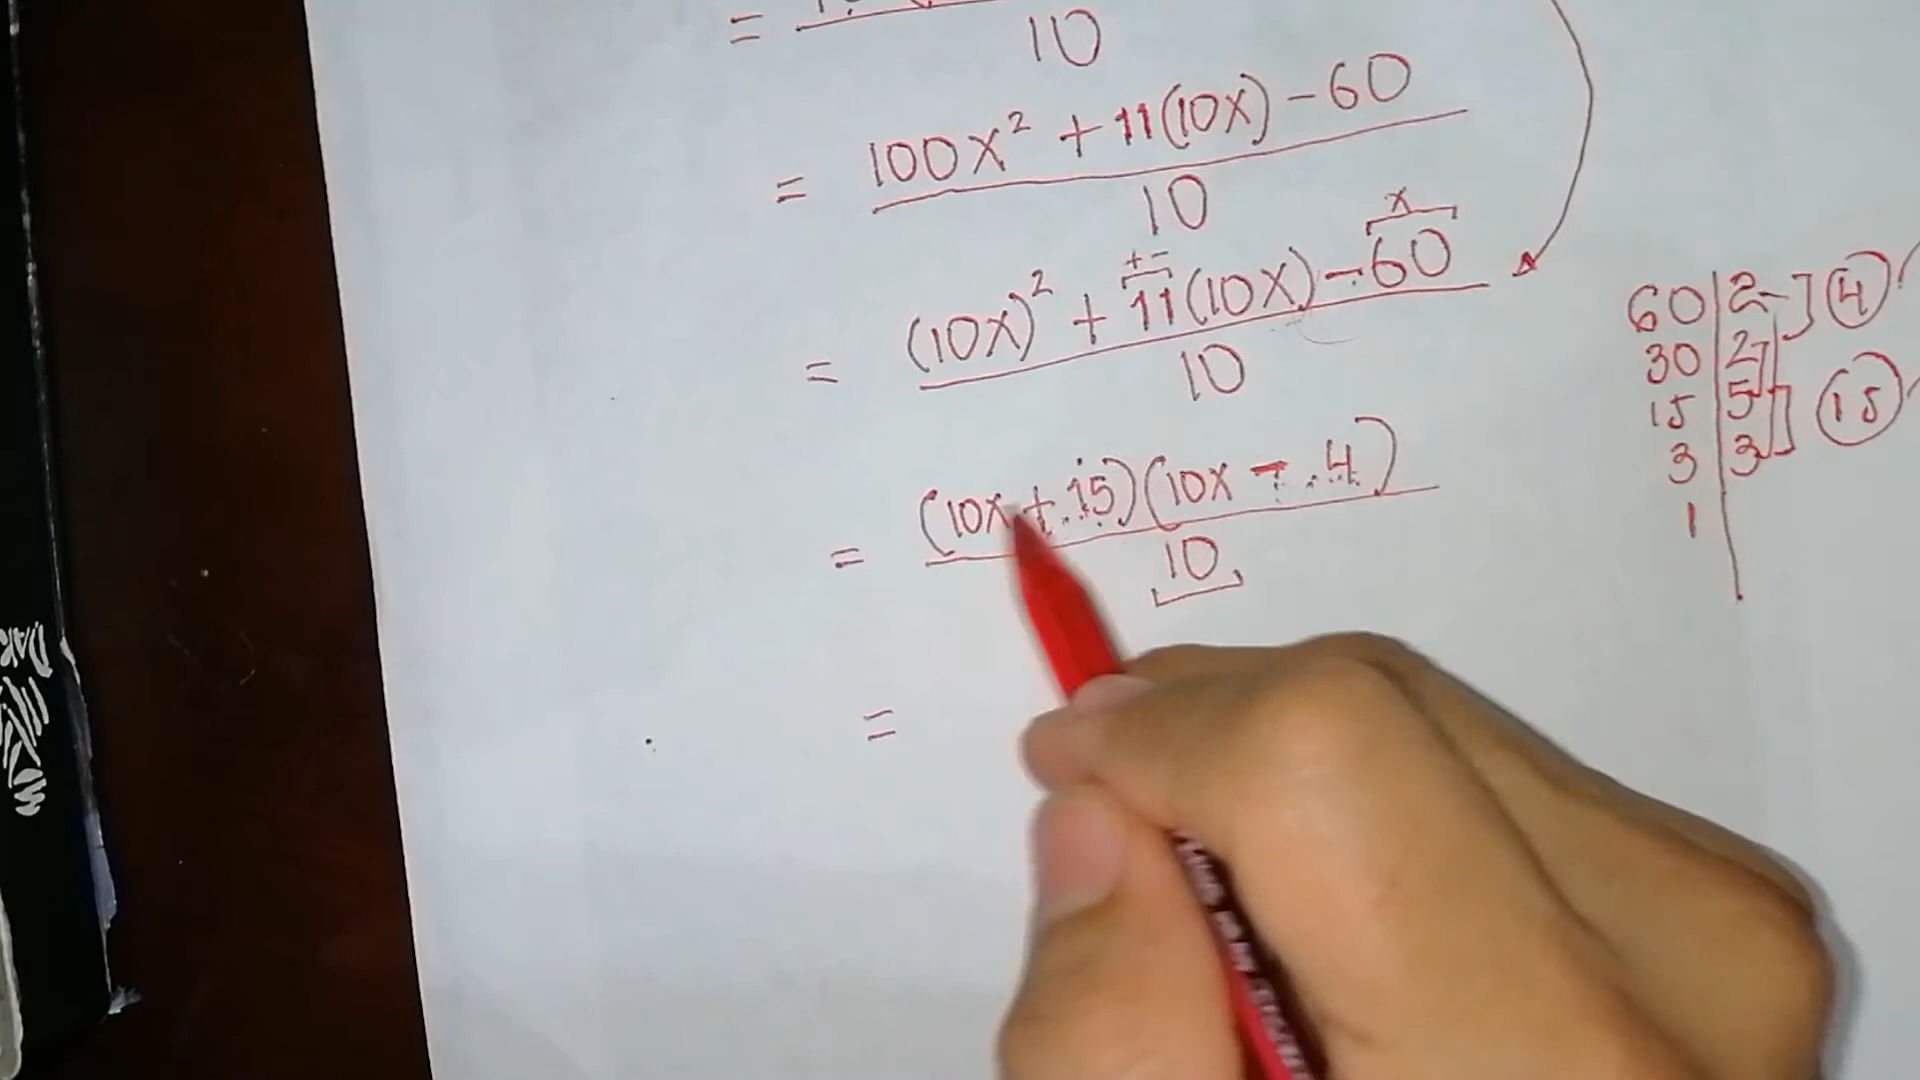 10
= 100x² + 11(10x) - 60
10
x
+ -
= (10x)² + 11(10x) - 60
10
= (10x + 15)(10x - 4)
10
=
60 | 2 4
30 | 2
15 | 5 15
3 | 3
1